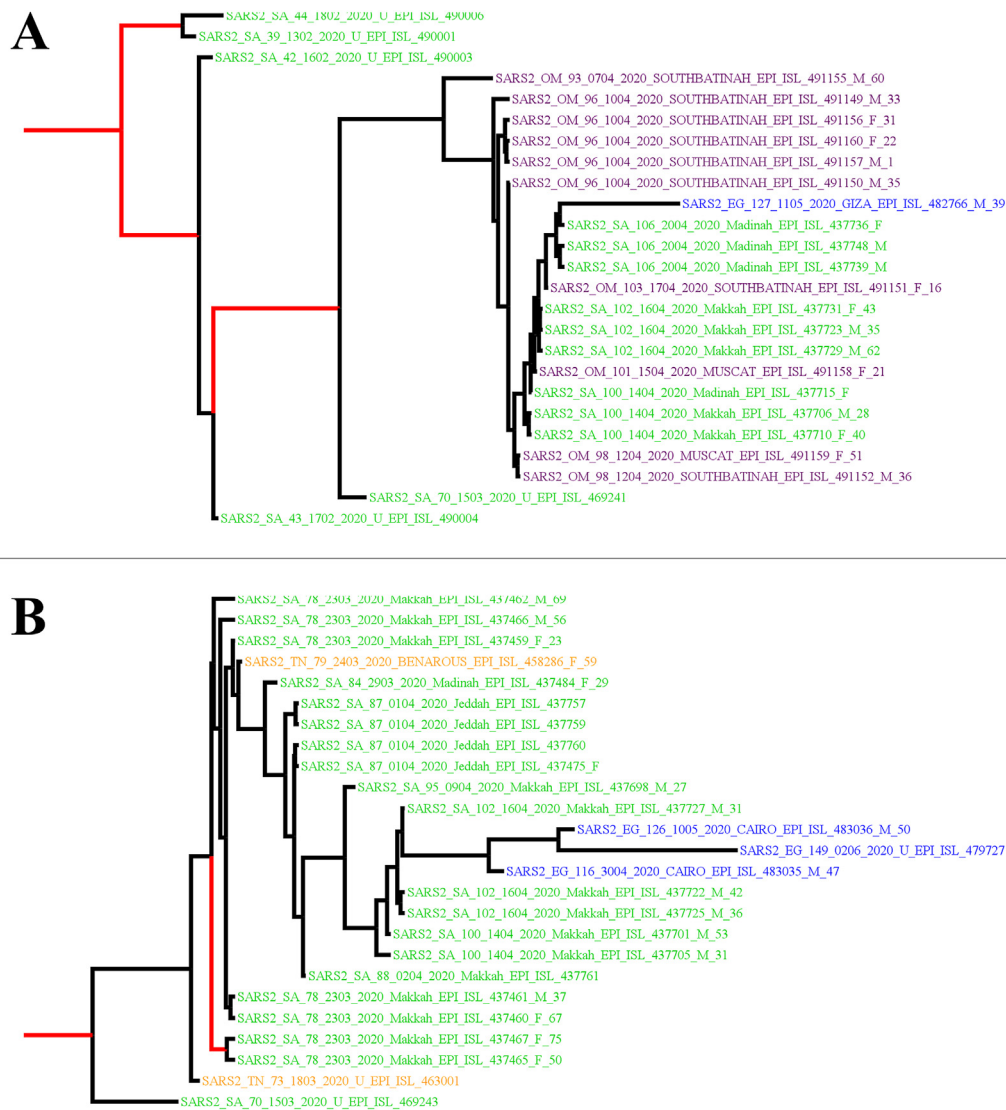 A
SARS2_SA_44_1802_2020_U_EPI_ISL_490006
SARS2_SA_39_1302_2020_U_EPI_ISL_490001
SARS2_SA_42_1602_2020_U_EPI_ISL_490003
SARS2_OM_93_0704_2020_SOUTHBATINAH_EPI_ISL_491155_M_60
SARS2_OM_96_1004_2020_SOUTHBATINAH_EPI_ISL_491149_M_33
SARS2_OM_96_1004_2020_SOUTHBATINAH_EPI_ISL_491156_F_31
SARS2_OM_96_1004_2020_SOUTHBATINAH_EPI_ISL_491160_F_22
SARS2_OM_96_1004_2020_SOUTHBATINAH_EPI_ISL_491157_M_1
SARS2_OM_96_1004_2020_SOUTHBATINAH_EPI_ISL_491150_M_35
SARS2_EG_127_1105_2020_GIZA_EPI_ISL_482766_M_39
SARS2_SA_106_2004_2020_Madinah_EPI_ISL_437736_F
SARS2_SA_106_2004_2020_Madinah_EPI_ISL_437748_M
SARS2_SA_106_2004_2020_Madinah_EPI_ISL_437739_M
SARS2_OM_103_1704_2020_SOUTHBATINAH_EPI_ISL_491151_F_16
SARS2_SA_102_1604_2020_Makkah_EPI_ISL_437731_F_43
SARS2_SA_102_1604_2020_Makkah_EPI_ISL_437723_M_35
SARS2_SA_102_1604_2020_Makkah_EPI_ISL_437729_M_62
SARS2_OM_101_1504_2020_MUSCAT_EPI_ISL_491158_F_21
SARS2_SA_100_1404_2020_Madinah_EPI_ISL_437715_F
SARS2_SA_100_1404_2020_Makkah_EPI_ISL_437706_M_28
SARS2_SA_100_1404_2020_Makkah_EPI_ISL_437710_F_40
SARS2_OM_98_1204_2020_MUSCAT_EPI_ISL_491159_F_51
SARS2_OM_98_1204_2020_SOUTHBATINAH_EPI_ISL_491152_M_36
SARS2_SA_70_1503_2020_U_EPI_ISL_469241
SARS2_SA_43_1702_2020_U_EPI_ISL_490004
B
SARS2_SA_78_2303_2020_Makkah_EPI_ISL_437462_M_69
SARS2_SA_78_2303_2020_Makkah_EPI_ISL_437466_M_56
SARS2_SA_78_2303_2020_Makkah_EPI_ISL_437459_F_23
SARS2_TN_79_2403_2020_BENAROUS_EPI_ISL_458286_F_59
SARS2_SA_84_2903_2020_Madinah_EPI_ISL_437484_F_29
SARS2_SA_87_0104_2020_Jeddah_EPI_ISL_437757
SARS2_SA_87_0104_2020_Jeddah_EPI_ISL_437759
SARS2_SA_87_0104_2020_Jeddah_EPI_ISL_437760
SARS2_SA_87_0104_2020_Jeddah_EPI_ISL_437475_F
SARS2_SA_95_0904_2020_Makkah_EPI_ISL_437698_M_27
SARS2_SA_102_1604_2020_Makkah_EPI_ISL_437727_M_31
SARS2_EG_126_1005_2020_CAIRO_EPI_ISL_483036_M_50
SARS2_EG_149_0206_2020_U_EPI_ISL_479727
SARS2_EG_116_3004_2020_CAIRO_EPI_ISL_483035_M_47
SARS2_SA_102_1604_2020_Makkah_EPI_ISL_437722_M_42
SARS2_SA_102_1604_2020_Makkah_EPI_ISL_437725_M_36
SARS2_SA_100_1404_2020_Makkah_EPI_ISL_437701_M_53
SARS2_SA_100_1404_2020_Makkah_EPI_ISL_437705_M_31
SARS2_SA_88_0204_2020_Makkah_EPI_ISL_437761
SARS2_SA_78_2303_2020_Makkah_EPI_ISL_437461_M_37
SARS2_SA_78_2303_2020_Makkah_EPI_ISL_437460_F_67
SARS2_SA_78_2303_2020_Makkah_EPI_ISL_437467_F_75
SARS2_SA_78_2303_2020_Makkah_EPI_ISL_437465_F_50
SARS2_TN_73_1803_2020_U_EPI_ISL_463001
SARS2_SA_70_1503_2020_U_EPI_ISL_469243